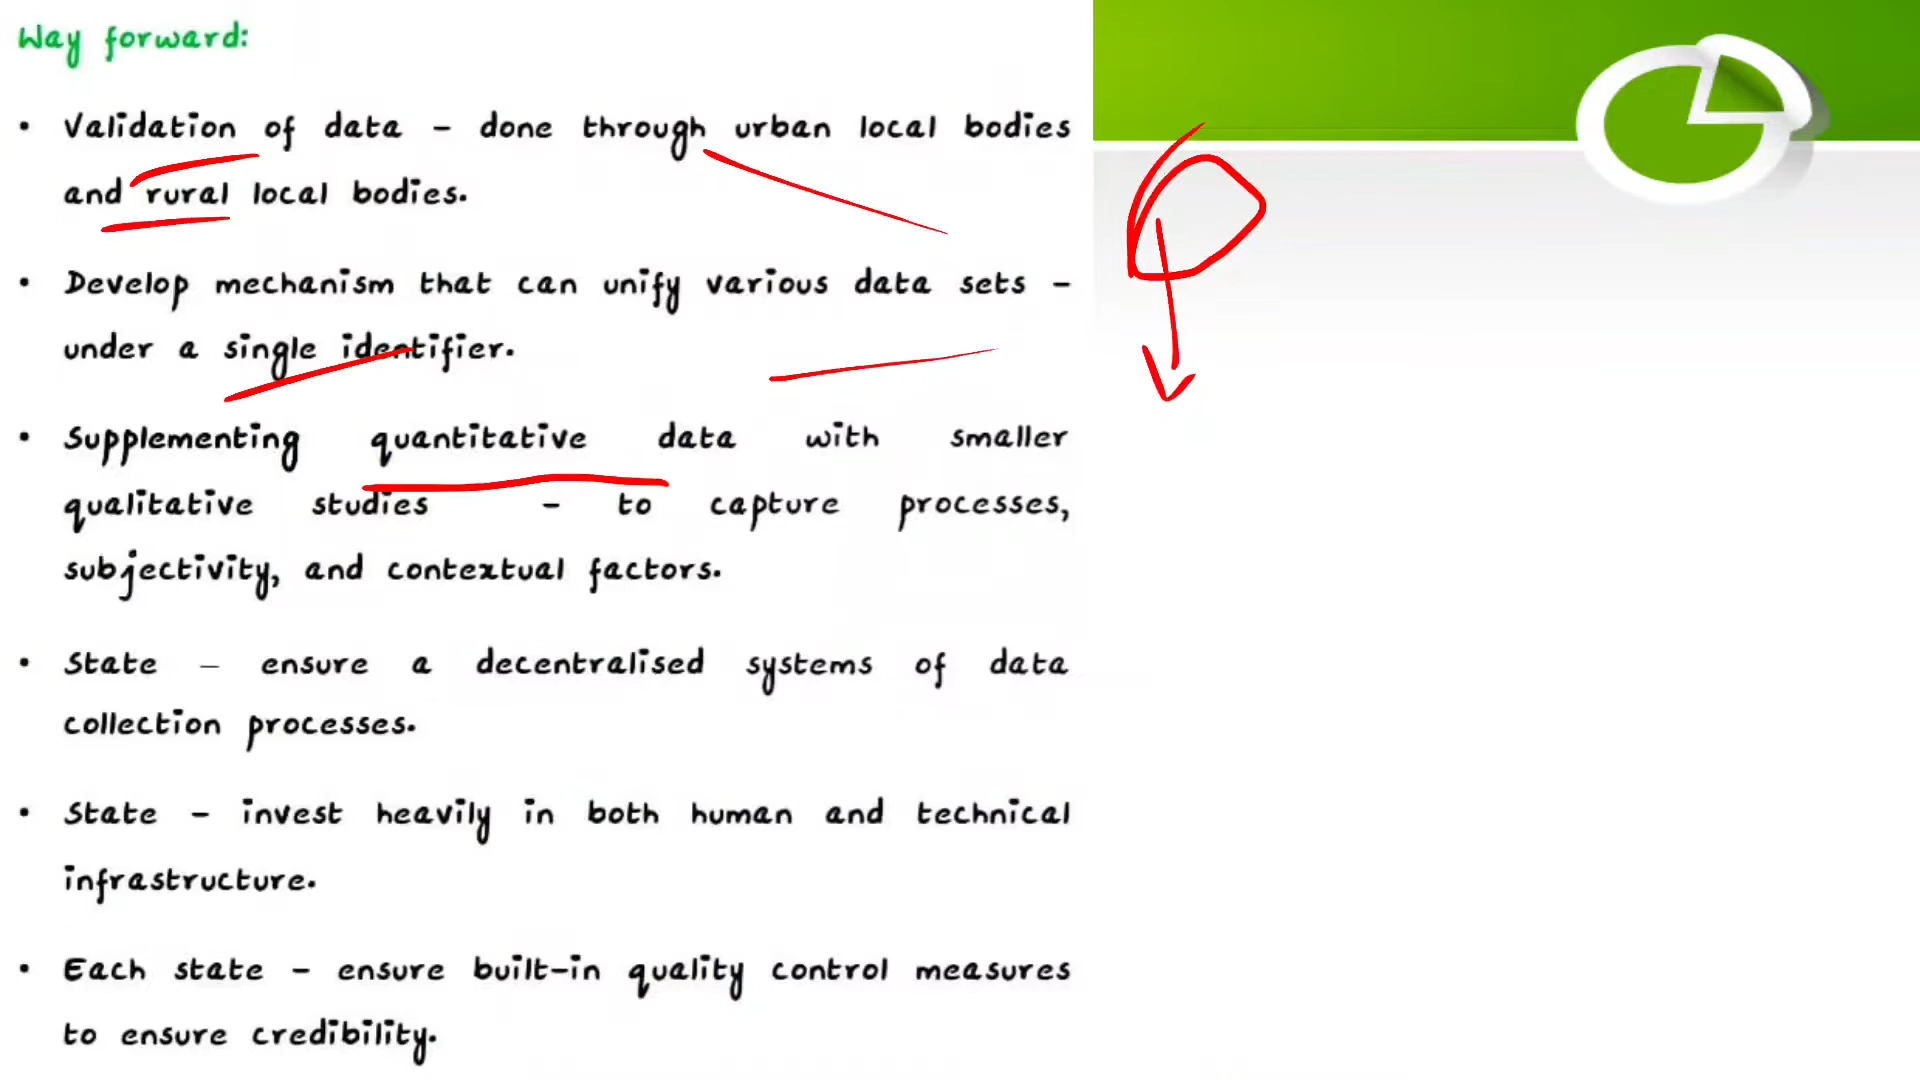 Way forward:
• Validation of data – done through urban local bodies
and rural local bodies.
• Develop mechanism that can unify various data sets –
under a single identifier.
• Supplementing quantitative data with smaller
qualitative studies – to capture processes,
subjectivity, and contextual factors.
• State – ensure a decentralised systems of data
collection processes.
• State – invest heavily in both human and technical
infrastructure.
• Each state – ensure built-in quality control measures
to ensure credibility.